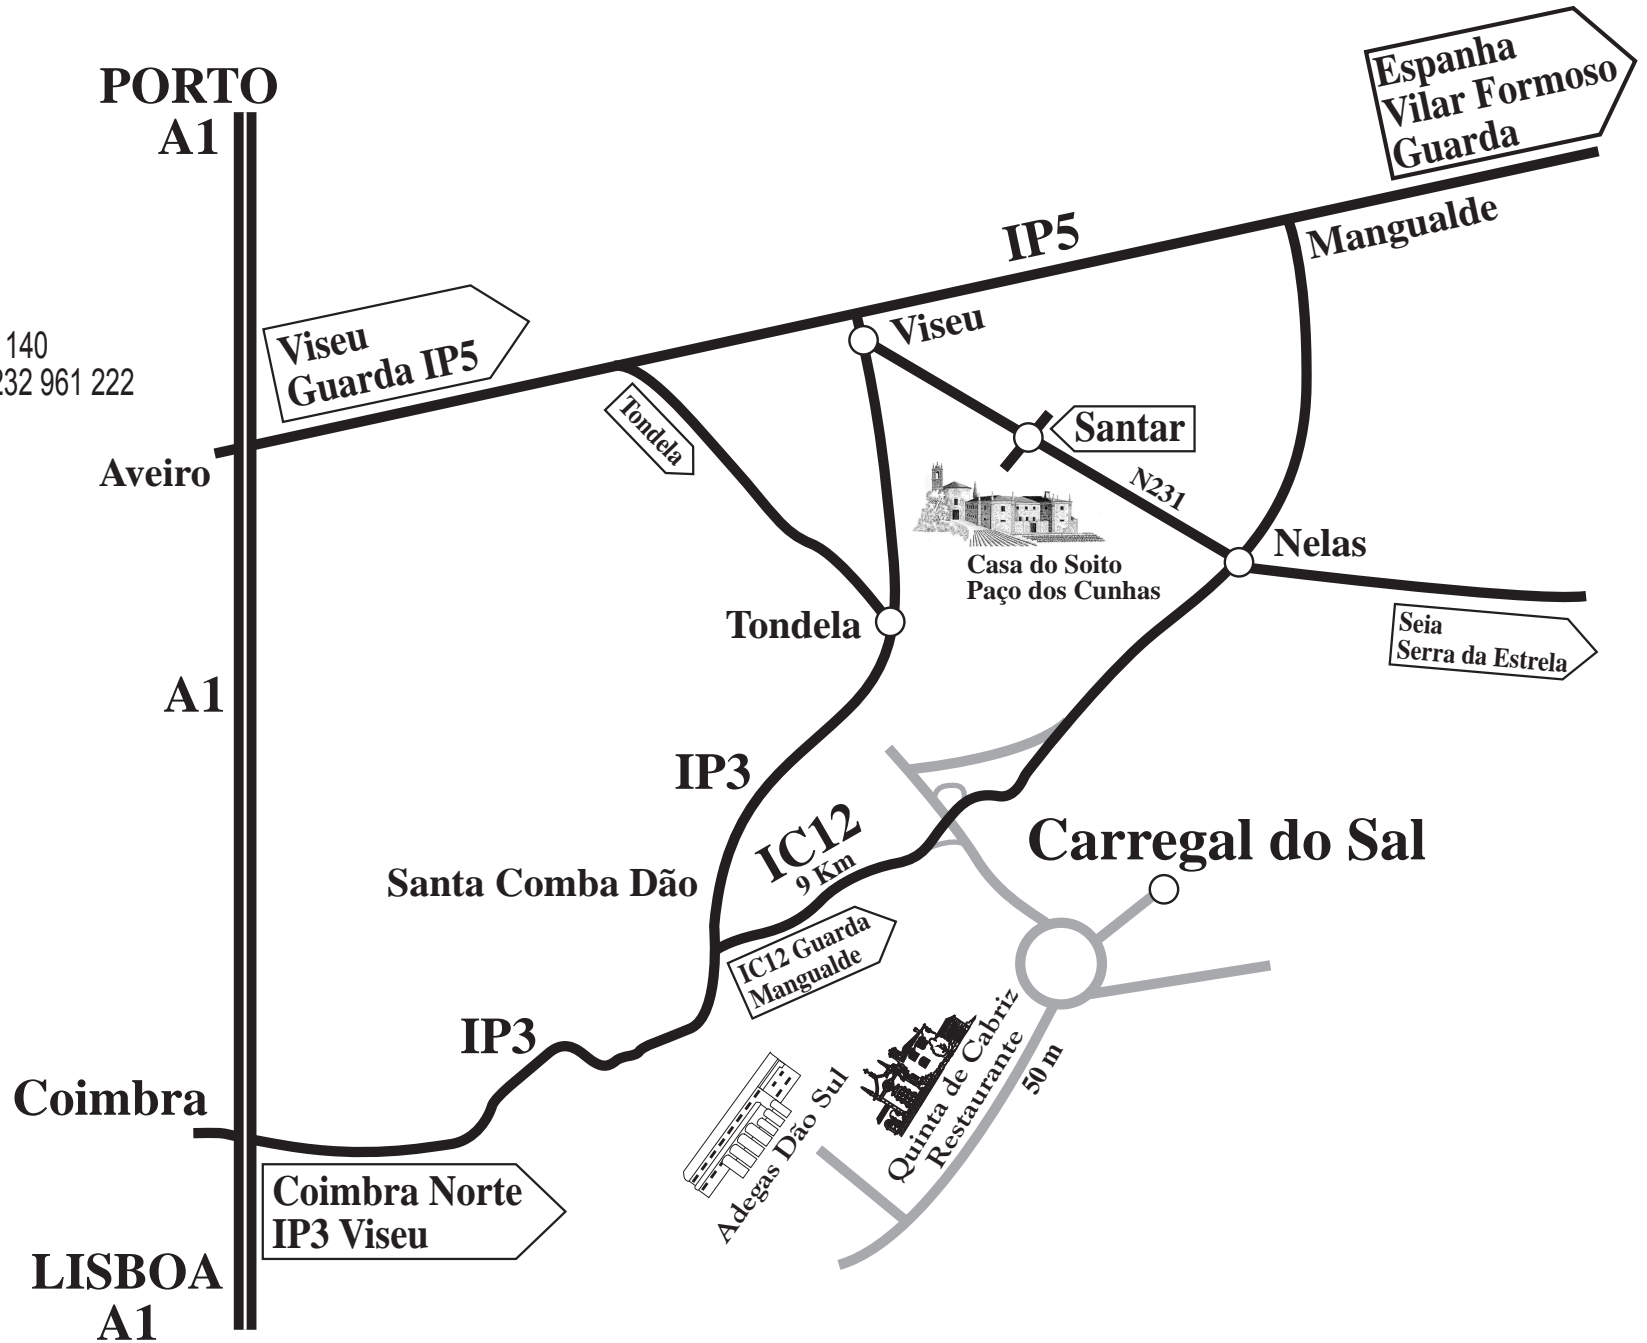 PORTO
A1
Espanha
Vilar Formoso
Guarda
IP5
Mangualde
140
232 961 222
Viseu
Guarda IP5
Viseu
Tondela
Santar
Aveiro
N231
Nelas
Casa do Soito
Paço dos Cunhas
Tondela
Seia
Serra da Estrela
A1
IP3
IC12
9 Km
Carregal do Sal
Santa Comba Dão
IC12 Guarda
Mangualde
IP3
Quinta de Cabriz
Restaurante
50 m
Adegas Dão Sul
Coimbra
Coimbra Norte
IP3 Viseu
LISBOA
A1